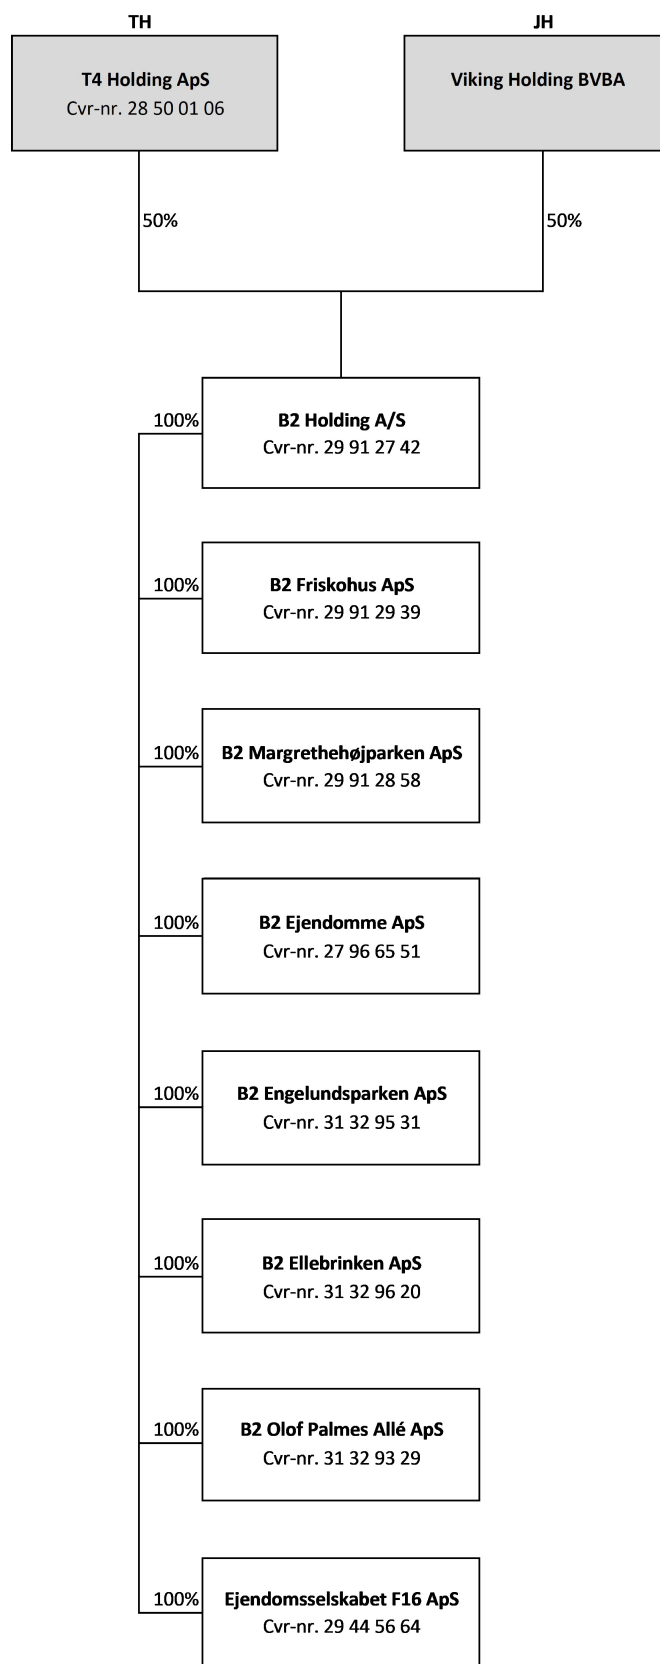 TH
JH
T4 Holding ApS
Cvr-nr. 28 50 01 06
Viking Holding BVBA
50%
50%
100%
B2 Holding A/S
Cvr-nr. 29 91 27 42
100%
B2 Friskohus ApS
Cvr-nr. 29 91 29 39
100%
B2 Margrethehøjparken ApS
Cvr-nr. 29 91 28 58
100%
B2 Ejendomme ApS
Cvr-nr. 27 96 65 51
100%
B2 Engelundsparken ApS
Cvr-nr. 31 32 95 31
100%
B2 Ellebrinken ApS
Cvr-nr. 31 32 96 20
100%
B2 Olof Palmes Allé ApS
Cvr-nr. 31 32 93 29
100%
Ejendomsselskabet F16 ApS
Cvr-nr. 29 44 56 64